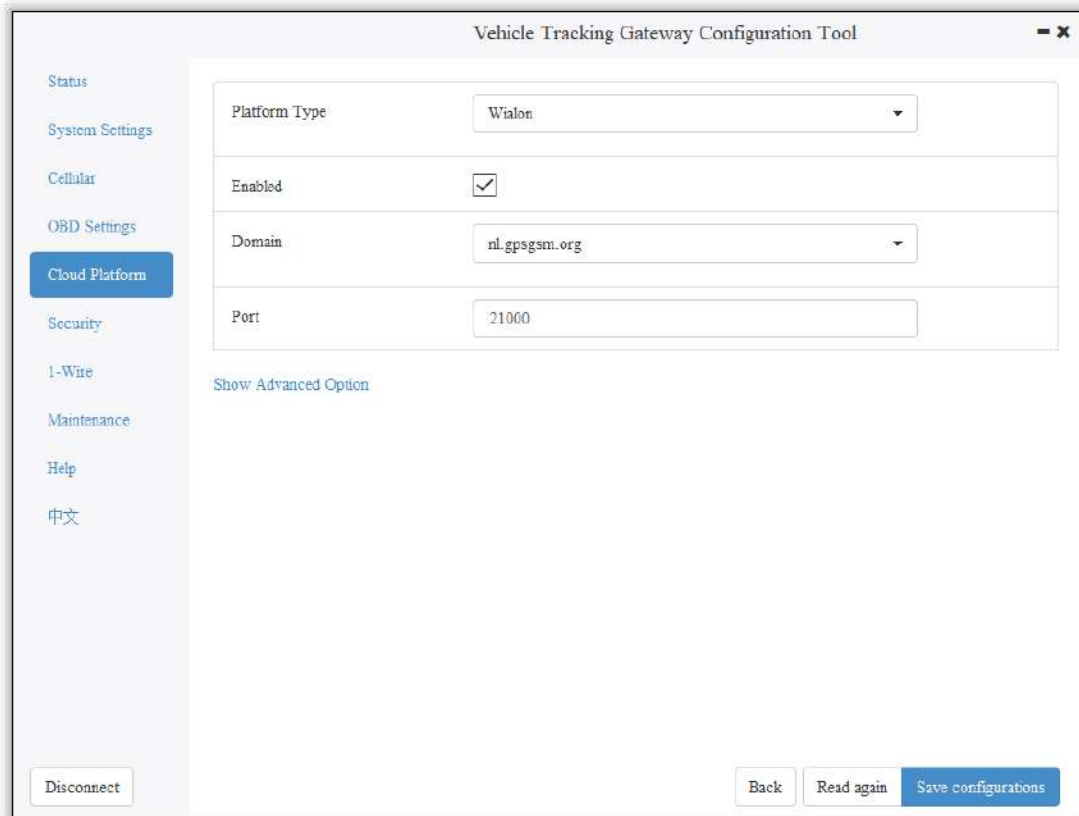 Vehicle Tracking Gateway Configuration Tool
Status
System Settings
Cellular
OBD Settings
Cloud Platform
Security
1-Wire
Maintenance
Help
中文
Platform Type
Wialon
Enabled
Domain
nl.gpsgsm.org
Port
21000
Show Advanced Option
Disconnect
Back
Read again
Save configurations